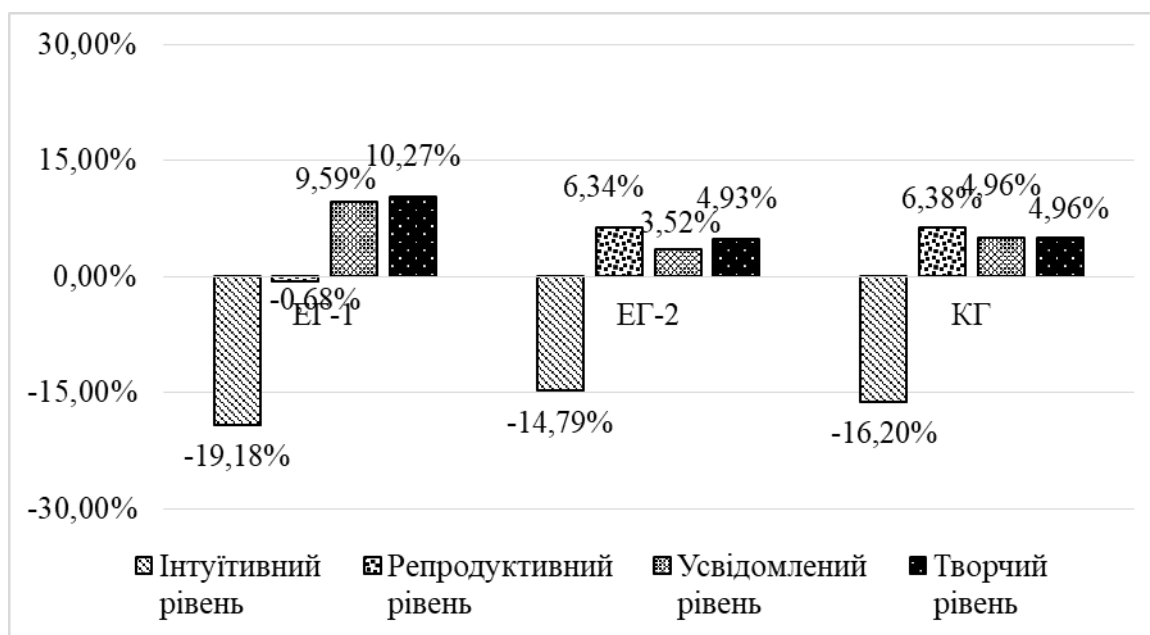 30,00%
15,00%
0,00%
-15,00%
-30,00%
10,27%
9,59%
-0,68%
-19,18%
ЕГ-1
6,34%
3,52%
4,93%
-14,79%
ЕГ-2
6,38%
4,96%
4,96%
-16,20%
КГ
Інтуїтивний
рівень
Репродуктивний
рівень
Усвідомлений
рівень
Творчий
рівень